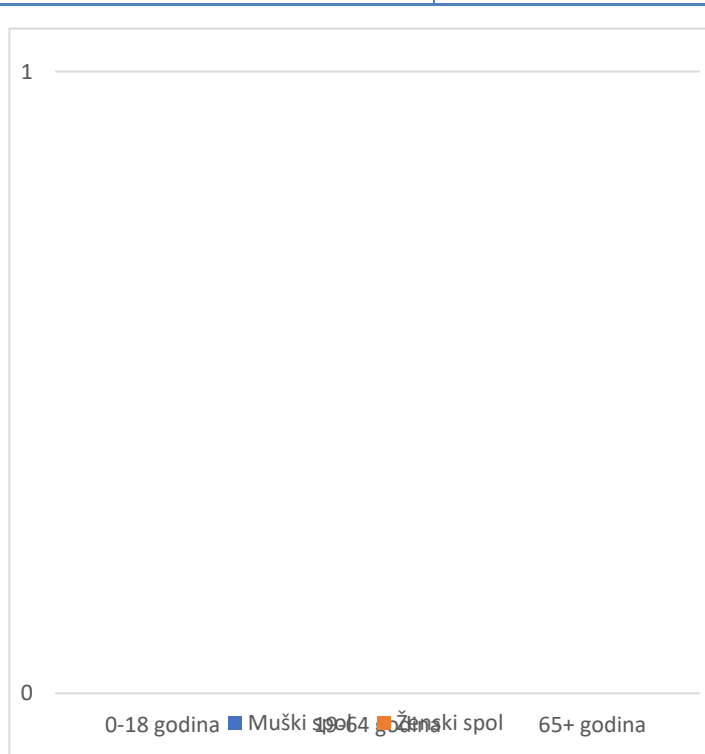 1
0
0-18 godina
19-64 godina
65+ godina
Muški spol
Ženski spol